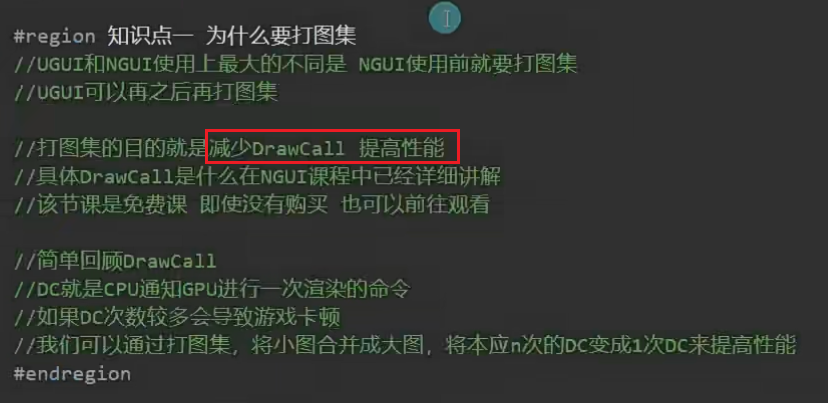 #region 知识点一 为什么要打图集
//UGUI和NGUI使用上最大的不同是 NGUI使用前就要打图集
//UGUI可以再之后再打图集
//打图集的目的就是减少DrawCall 提高性能
//具体DrawCall是什么在NGUI课程中已经详细讲解
//该节课是免费课 即使没有购买 也可以前往观看
//简单回顾DrawCall
//DC就是CPU通知GPU进行一次渲染的命令
//如果DC次数较多会导致游戏卡顿
//我们可以通过打图集，将小图合并成大图，将本应n次的DC变成1次DC来提高性能
#endregion